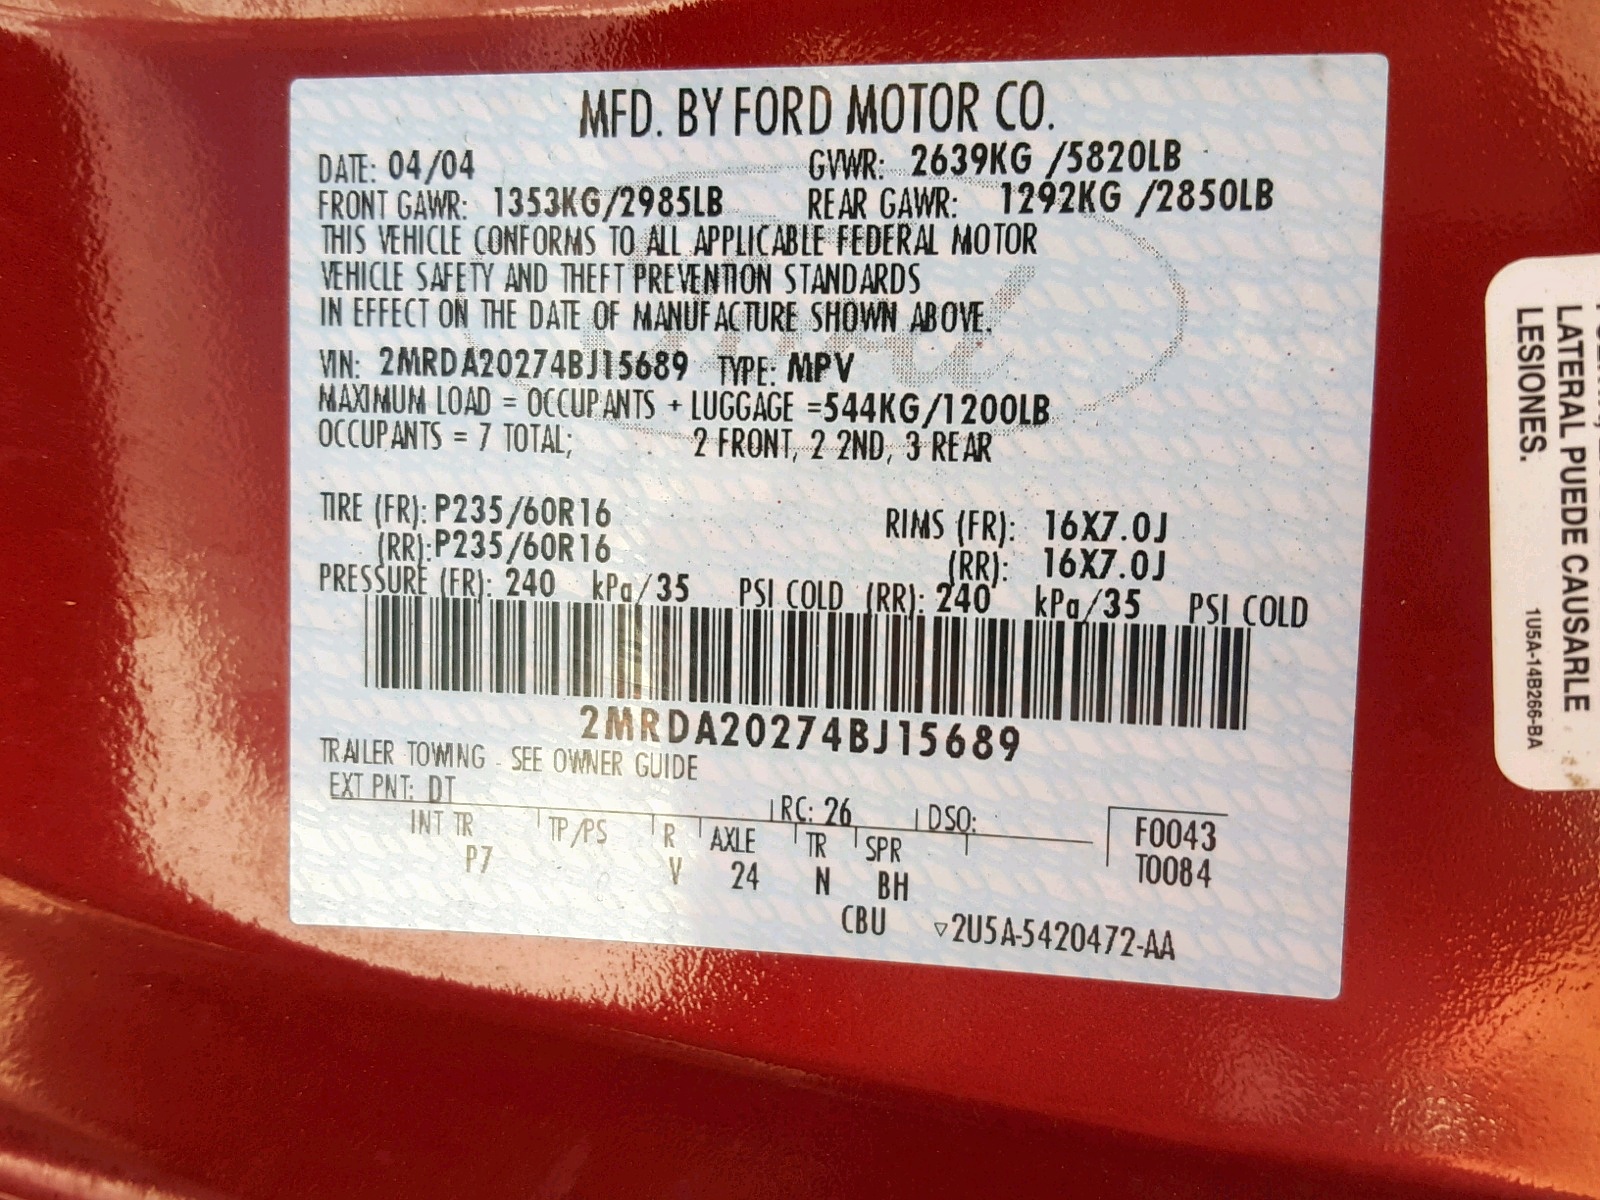 MFD. BY FORD MOTOR CO.
DATE: 04/04 GVWR: 2639KG /5820LB
FRONT GAWR: 1353KG/2985LB REAR GAWR: 1292KG /2850LB
THIS VEHICLE CONFORMS TO ALL APPLICABLE FEDERAL MOTOR
VEHICLE SAFETY AND THEFT PREVENTION STANDARDS
IN EFFECT ON THE DATE OF MANUFACTURE SHOWN ABOVE.
VIN: 2MRDA20274BJ15689 TYPE: MPV
MAXIMUM LOAD = OCCUPANTS + LUGGAGE =544KG/1200LB
OCCUPANTS = 7 TOTAL; 2 FRONT, 2 2ND, 3 REAR
TIRE (FR): P235/60R16 RIMS (FR): 16X7.0J
(RR): P235/60R16 (RR): 16X7.0J
PRESSURE (FR): 240 kPa/35 PSI COLD (RR): 240 kPa/35 PSI COLD
2MRDA20274BJ15689
TRAILER TOWING - SEE OWNER GUIDE
EXT PNT: DT RC: 26 DSO:
INT TR TP/PS R AXLE TR SPR F0043
P7 V 24 N BH T0084
CBU ▽2U5A-5420472-AA
LATERAL PUEDE CAUSARLE
LESIONES.
1U5A-14B266-BA